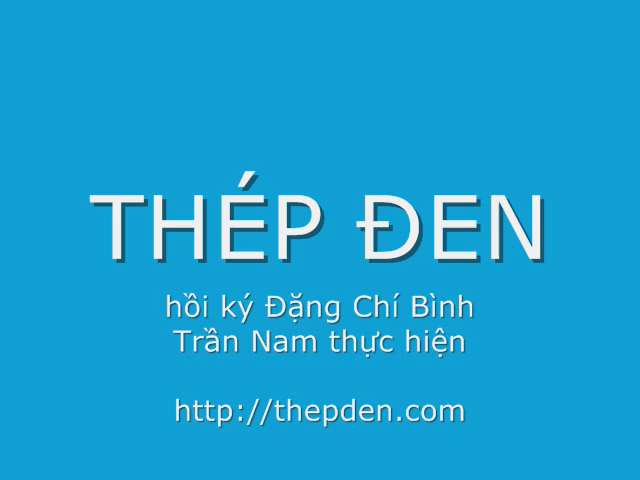 THÉP ĐEN
hồi ký Đặng Chí Bình
Trần Nam thực hiện
http://thepden.com